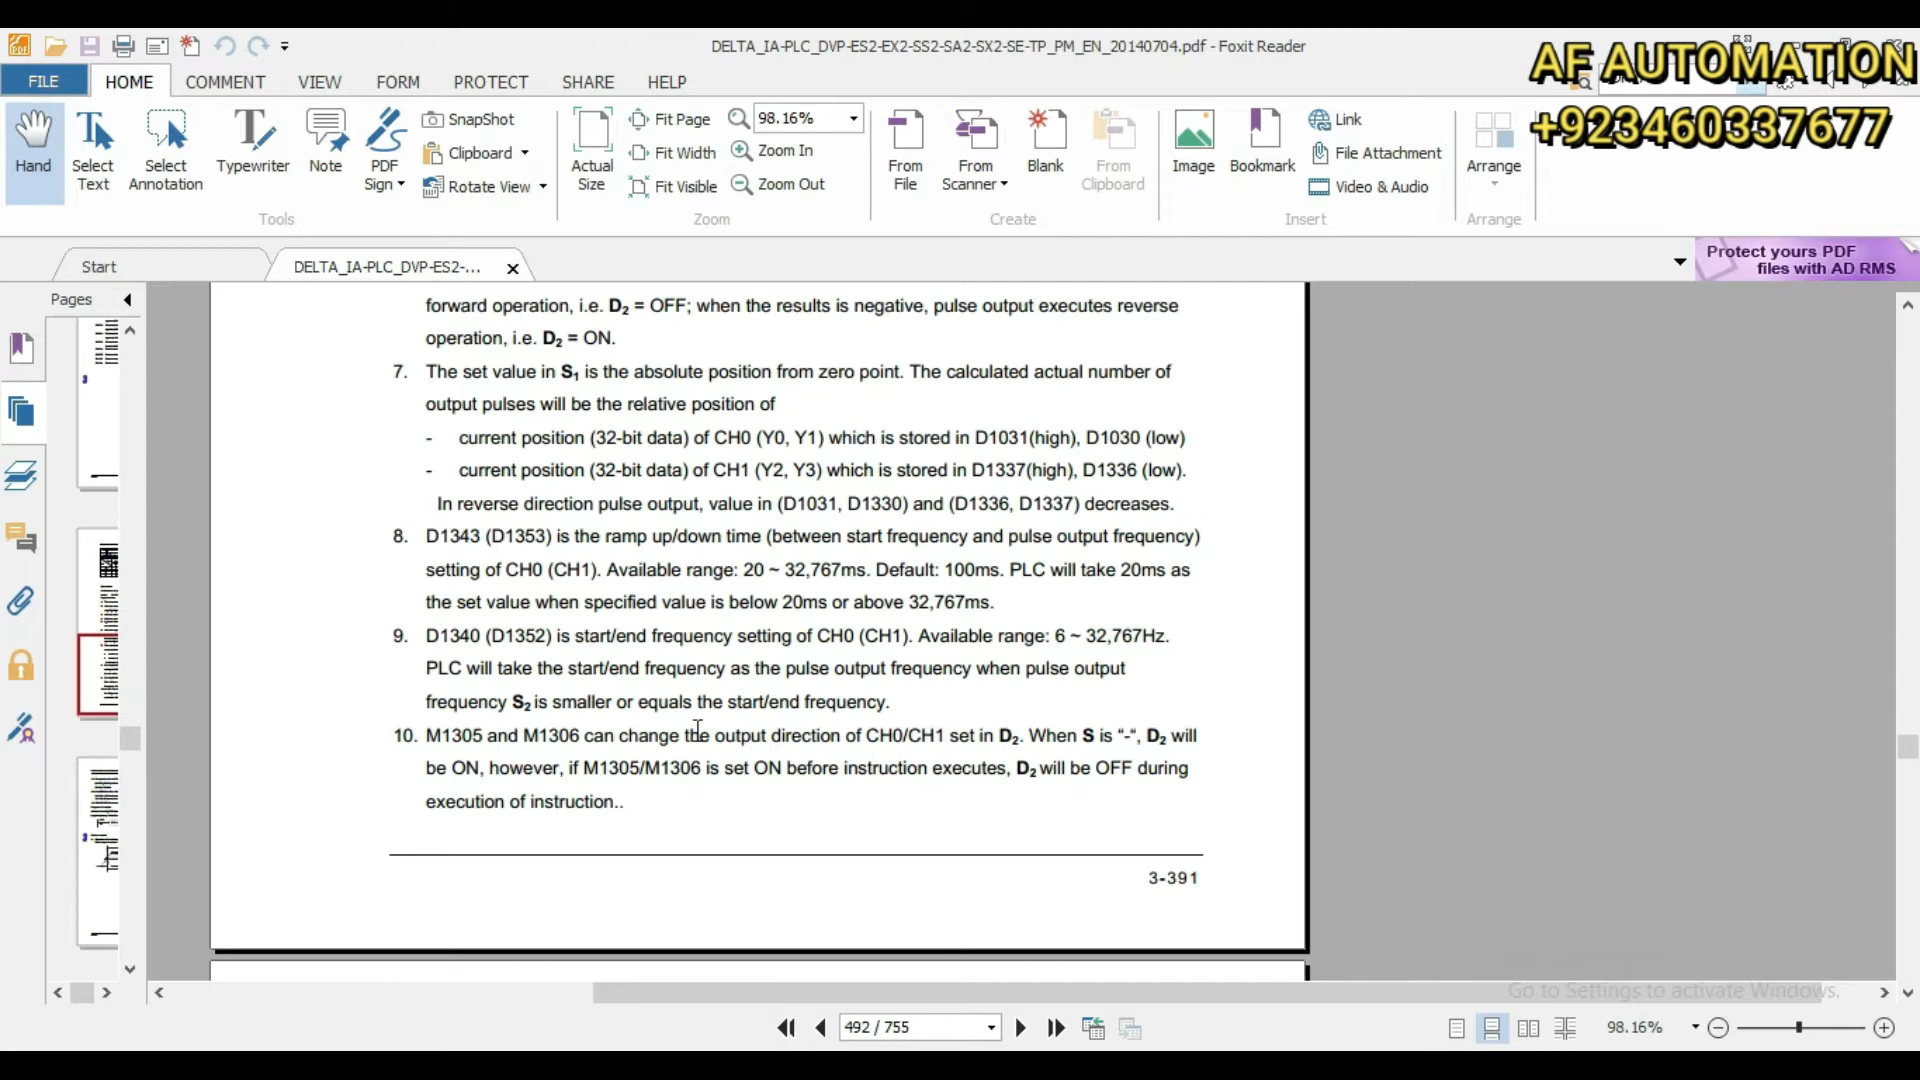 DELTA_IA-PLC_DVP-ES2-EX2-SS2-SA2-SX2-SE-TP_PM_EN_20140704.pdf - Foxit Reader
AF AUTOMATION
+923460337677
FILE HOME COMMENT VIEW FORM PROTECT SHARE HELP
Hand
Select Text
Select Annotation
Typewriter
Note
PDF Sign
SnapShot
Clipboard
Rotate View
Tools
Actual Size
Fit Page
Fit Width
Fit Visible
98.16%
Zoom In
Zoom Out
Zoom
From File
From Scanner
Blank
From Clipboard
Create
Image
Bookmark
Link
File Attachment
Video & Audio
Insert
Arrange
Arrange
Start
DELTA_IA-PLC_DVP-ES2-...
Protect yours PDF
files with AD RMS
Pages
forward operation, i.e. D2 = OFF; when the results is negative, pulse output executes reverse
operation, i.e. D2 = ON.
7. The set value in S1 is the absolute position from zero point. The calculated actual number of
output pulses will be the relative position of
- current position (32-bit data) of CH0 (Y0, Y1) which is stored in D1031(high), D1030 (low)
- current position (32-bit data) of CH1 (Y2, Y3) which is stored in D1337(high), D1336 (low).
In reverse direction pulse output, value in (D1031, D1330) and (D1336, D1337) decreases.
8. D1343 (D1353) is the ramp up/down time (between start frequency and pulse output frequency)
setting of CH0 (CH1). Available range: 20 ~ 32,767ms. Default: 100ms. PLC will take 20ms as
the set value when specified value is below 20ms or above 32,767ms.
9. D1340 (D1352) is start/end frequency setting of CH0 (CH1). Available range: 6 ~ 32,767Hz.
PLC will take the start/end frequency as the pulse output frequency when pulse output
frequency S2 is smaller or equals the start/end frequency.
10. M1305 and M1306 can change the output direction of CH0/CH1 set in D2. When S is "-", D2 will
be ON, however, if M1305/M1306 is set ON before instruction executes, D2 will be OFF during
execution of instruction..
3-391
Go to Settings to activate Windows.
492 / 755
98.16%